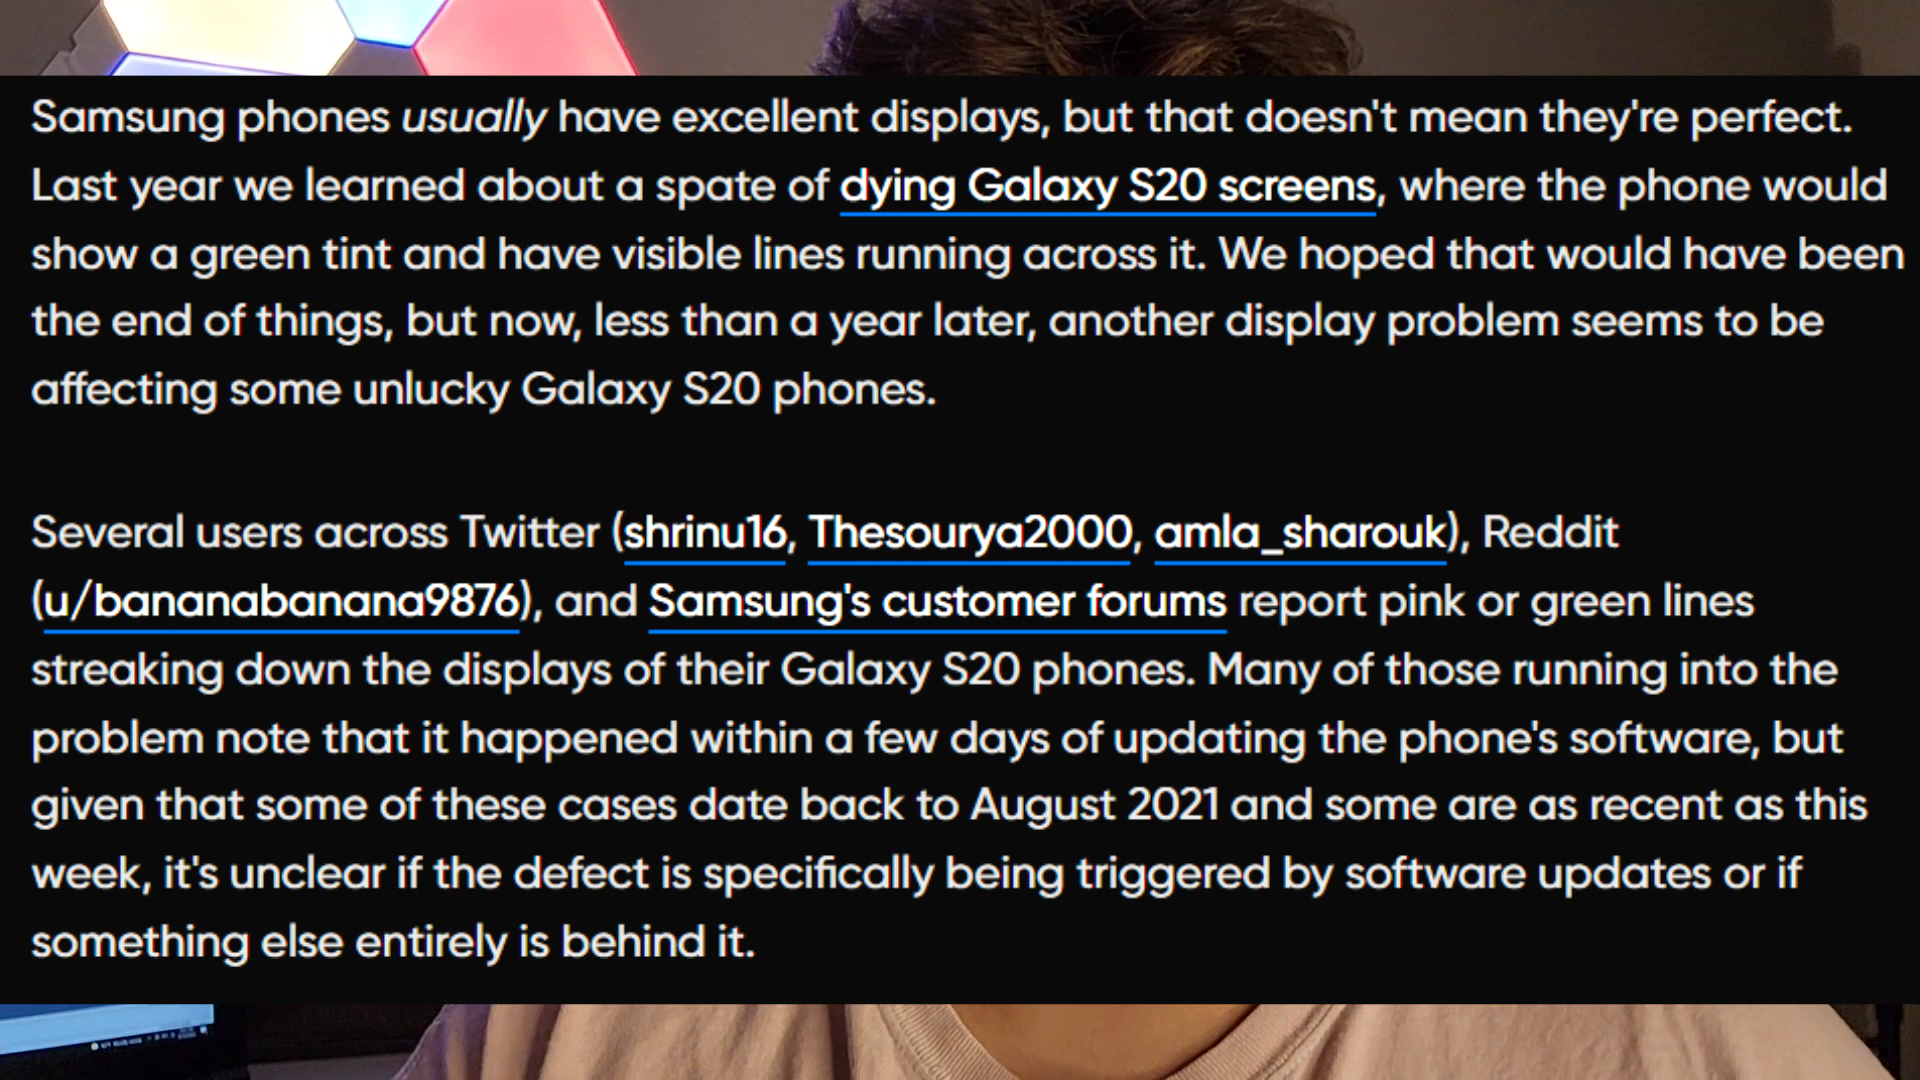 Samsung phones usually have excellent displays, but that doesn't mean they're perfect.
Last year we learned about a spate of dying Galaxy S20 screens, where the phone would
show a green tint and have visible lines running across it. We hoped that would have been
the end of things, but now, less than a year later, another display problem seems to be
affecting some unlucky Galaxy S20 phones.
Several users across Twitter (shrinu16, Thesourya2000, amla_sharouk), Reddit
(u/bananabanana9876), and Samsung's customer forums report pink or green lines
streaking down the displays of their Galaxy S20 phones. Many of those running into the
problem note that it happened within a few days of updating the phone's software, but
given that some of these cases date back to August 2021 and some are as recent as this
week, it's unclear if the defect is specifically being triggered by software updates or if
something else entirely is behind it.